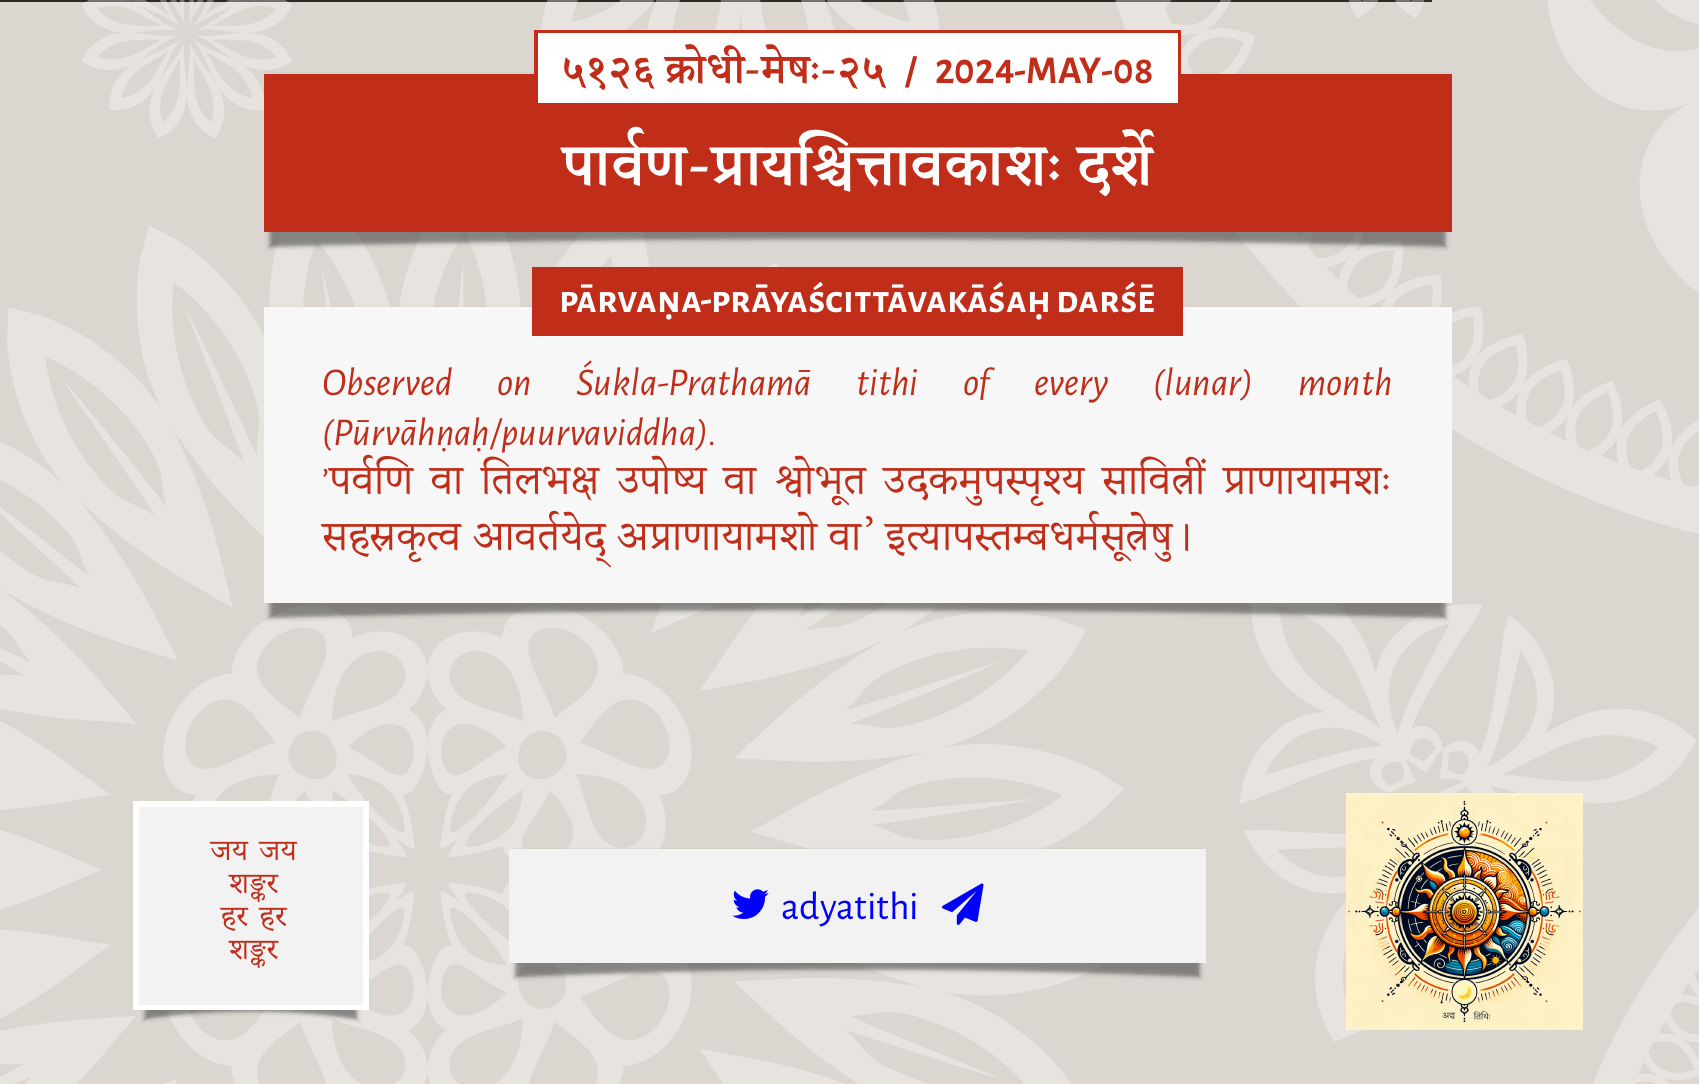 ५१२६ क्रोधी-मेषः-२५ / 2024-MAY-08
पार्वण-प्रायश्चित्तावकाशः दर्शे
PĀRVAṆA-PRĀYAŚCITTĀVAKĀŚAḤ DARŚĒ
Observed on Śukla-Prathamā tithi of every (lunar) month
(Pūrvāhṇaḥ/puurvaviddha).
’पर्वणि वा तिलभक्ष उपोष्य वा श्वोभूत उदकमुपस्पृश्य सावित्रीं प्राणायामशः
सहस्रकृत्व आवर्तयेद् अप्राणायामशो वा’ इत्यापस्तम्बधर्मसूत्रेषु।
जय जय
शङ्कर
हर हर
शङ्कर
adyatithi
अद्य तिथिः